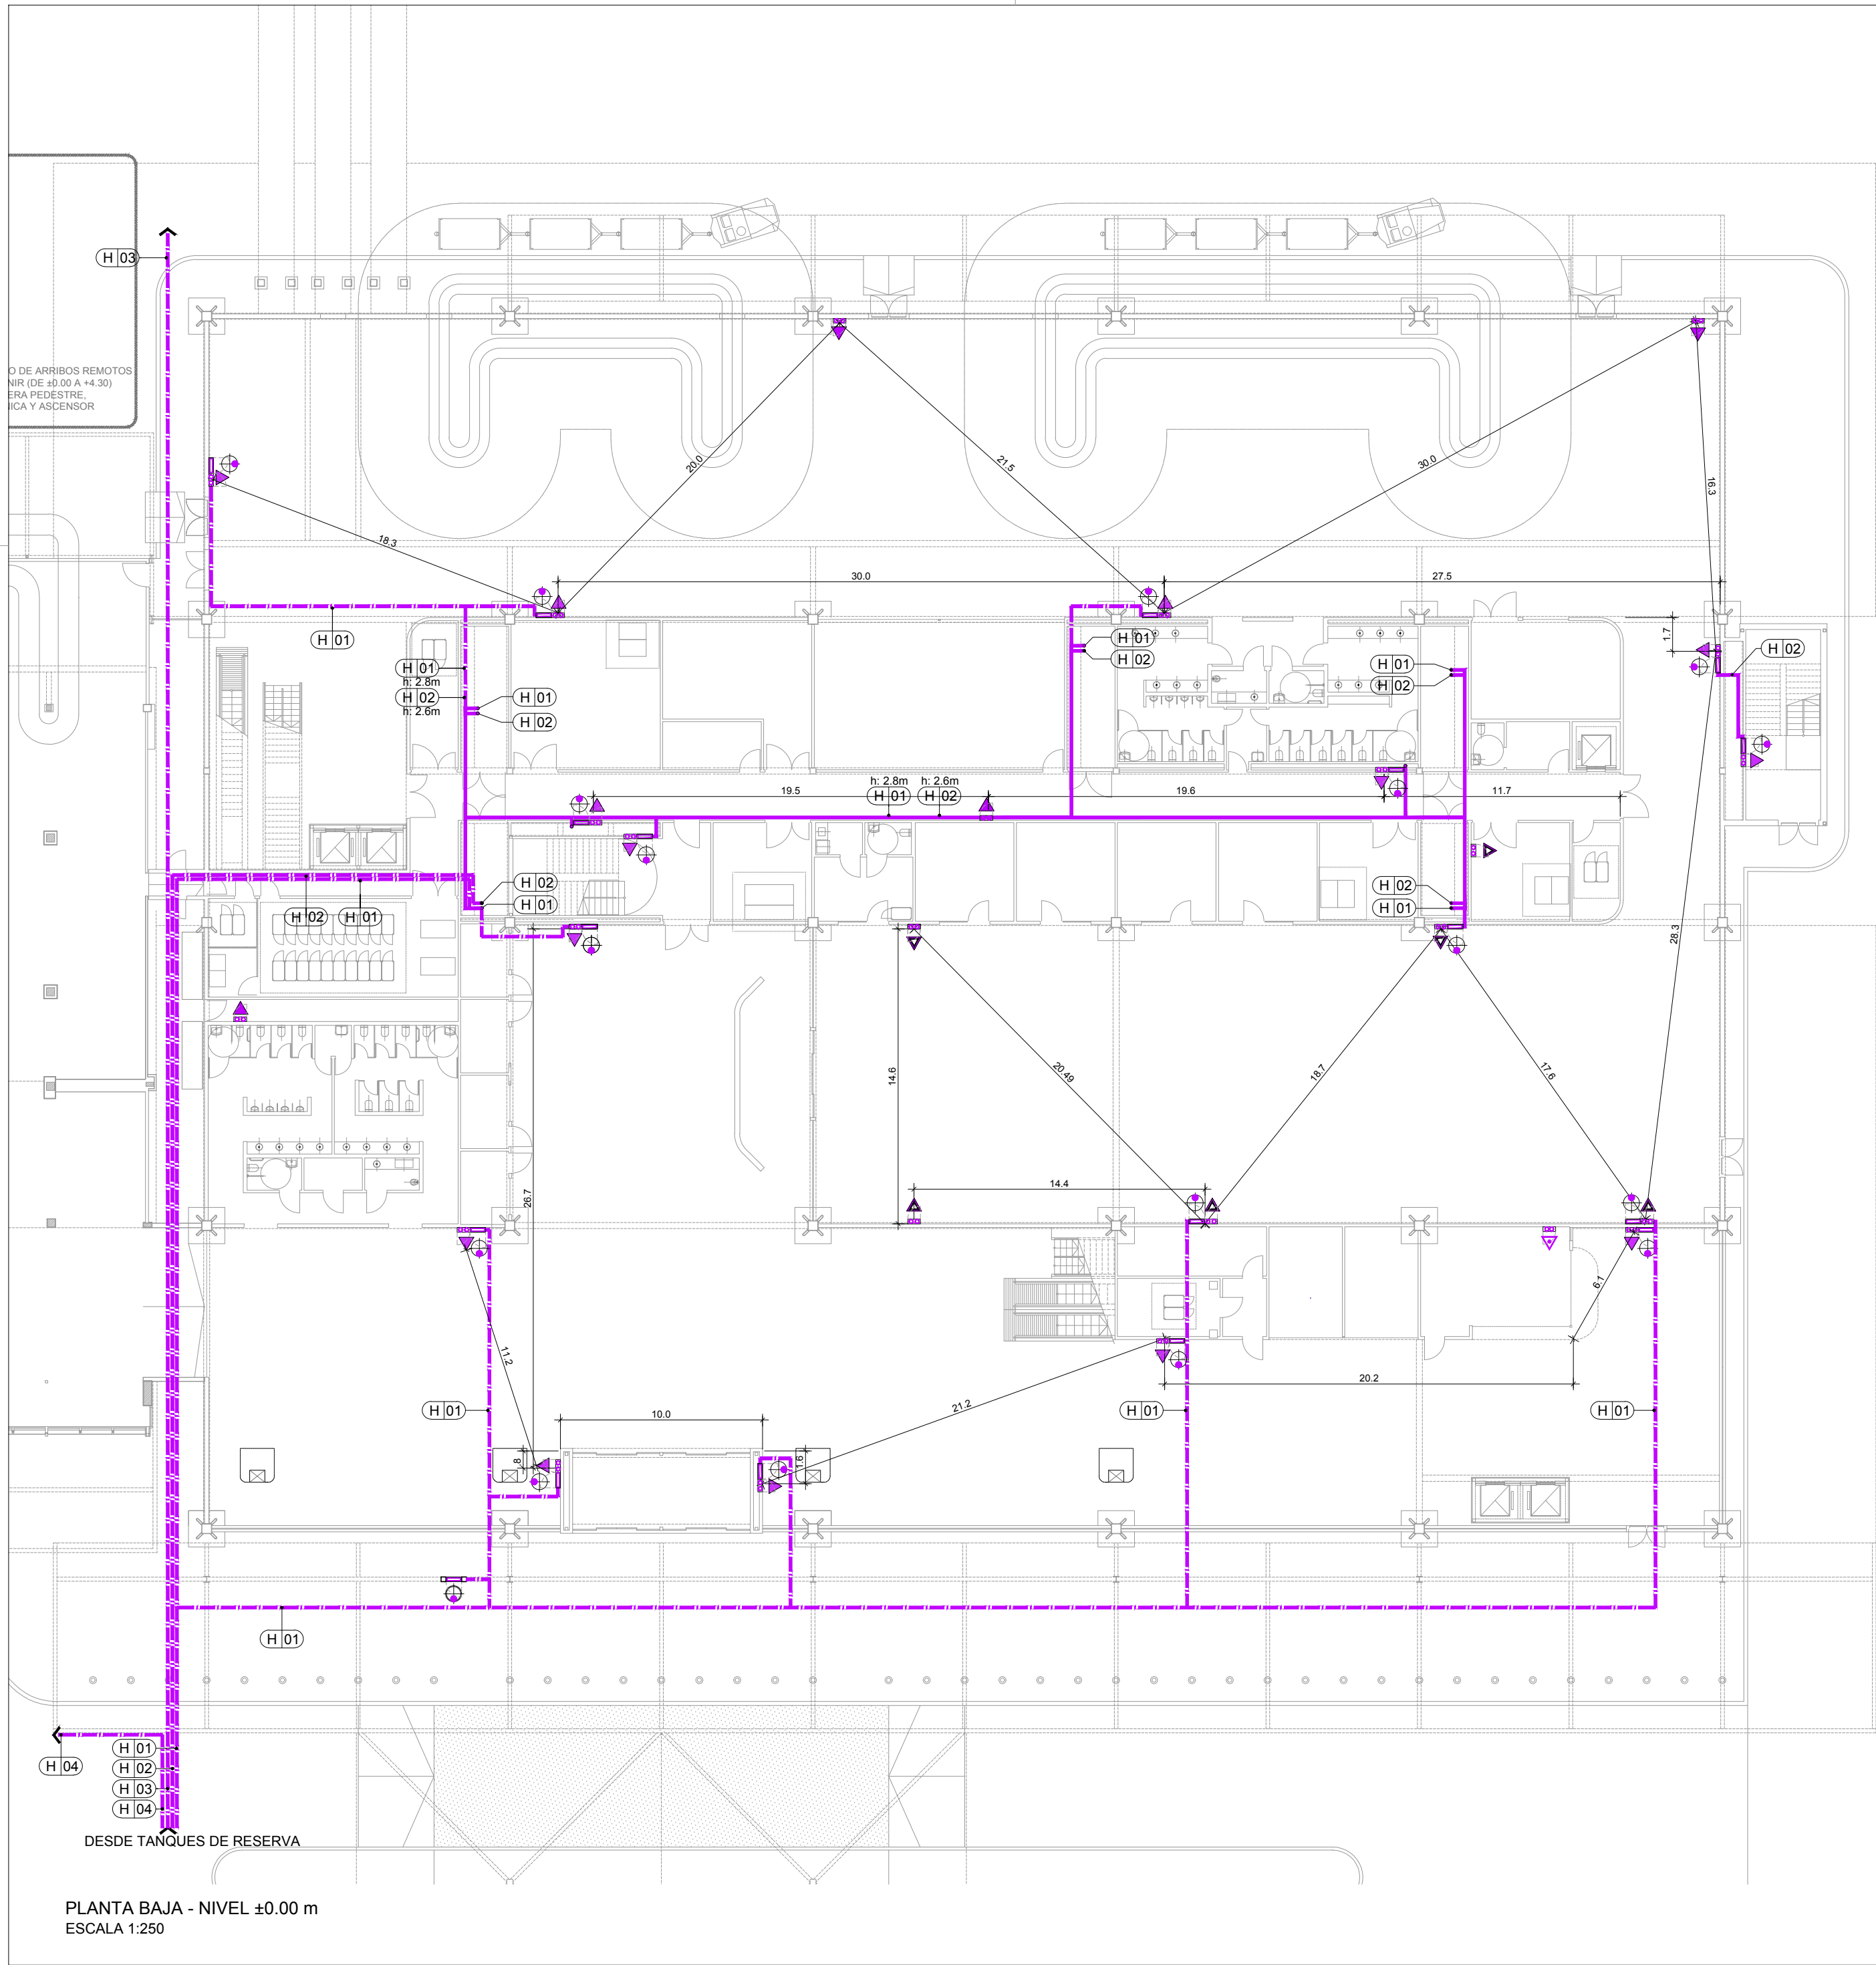 H 03
O DE ARRIBOS REMOTOS
NIR (DE ±0.00 A +4.30)
ERA PEDESTRE,
NICA Y ASCENSOR
20.0
21.5
30.0
16.3
18.3
30.0
27.5
H 01
H 01
h: 2.8m
H 02
h: 2.6m
H 01
H 02
H 01
H 02
H 01
H 02
1.7
H 02
19.5
h: 2.8m
H 01
h: 2.6m
H 02
19.6
11.7
H 02
H 01
H 02
H 01
H 02
H 01
28.3
14.6
20.49
18.7
17.6
26.7
14.4
11.2
6.1
20.2
21.2
H 01
10.0
.8
1.6
H 01
H 01
H 01
H 04
H 01
H 02
H 03
H 04
DESDE TANQUES DE RESERVA
PLANTA BAJA - NIVEL ±0.00 m
ESCALA 1:250